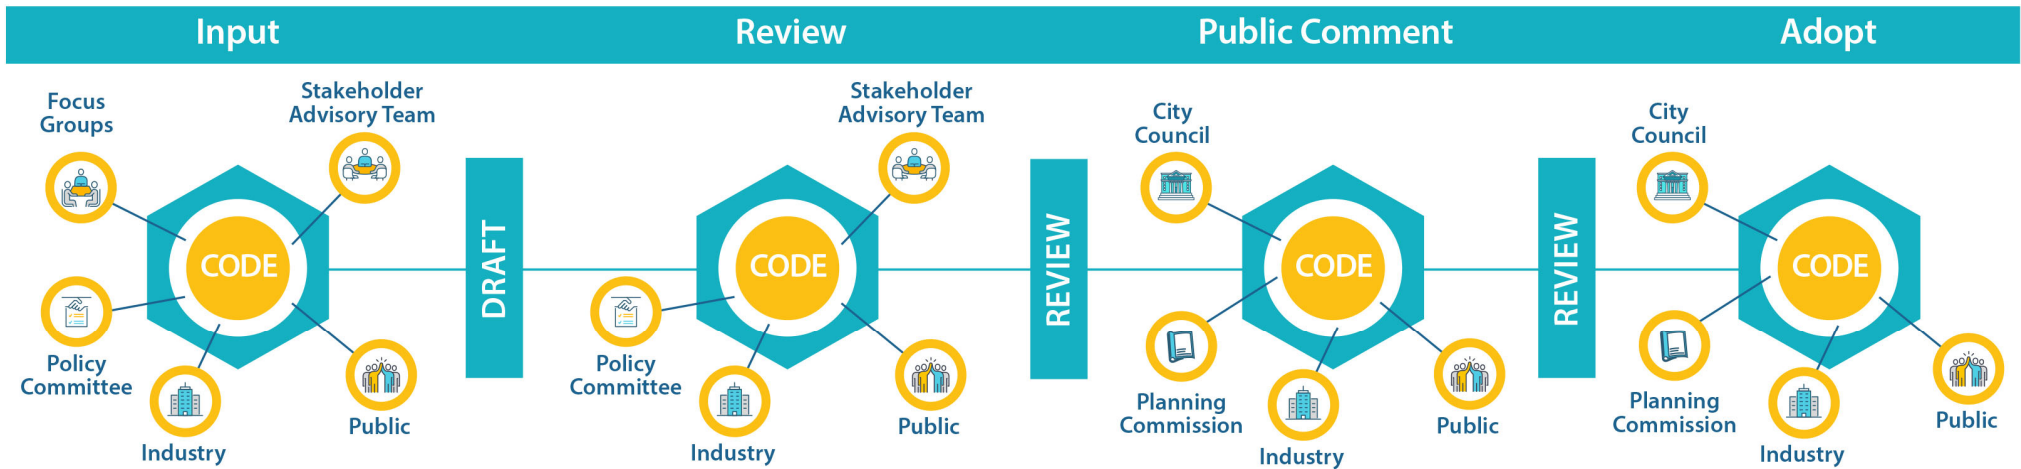 Input
Review
Public Comment
Adopt
Focus
Groups
Stakeholder
Advisory Team
CODE
Policy
Committee
Industry
Public
DRAFT
Stakeholder
Advisory Team
CODE
Policy
Committee
Industry
Public
REVIEW
City
Council
CODE
Planning
Commission
Industry
Public
REVIEW
City
Council
CODE
Planning
Commission
Industry
Public